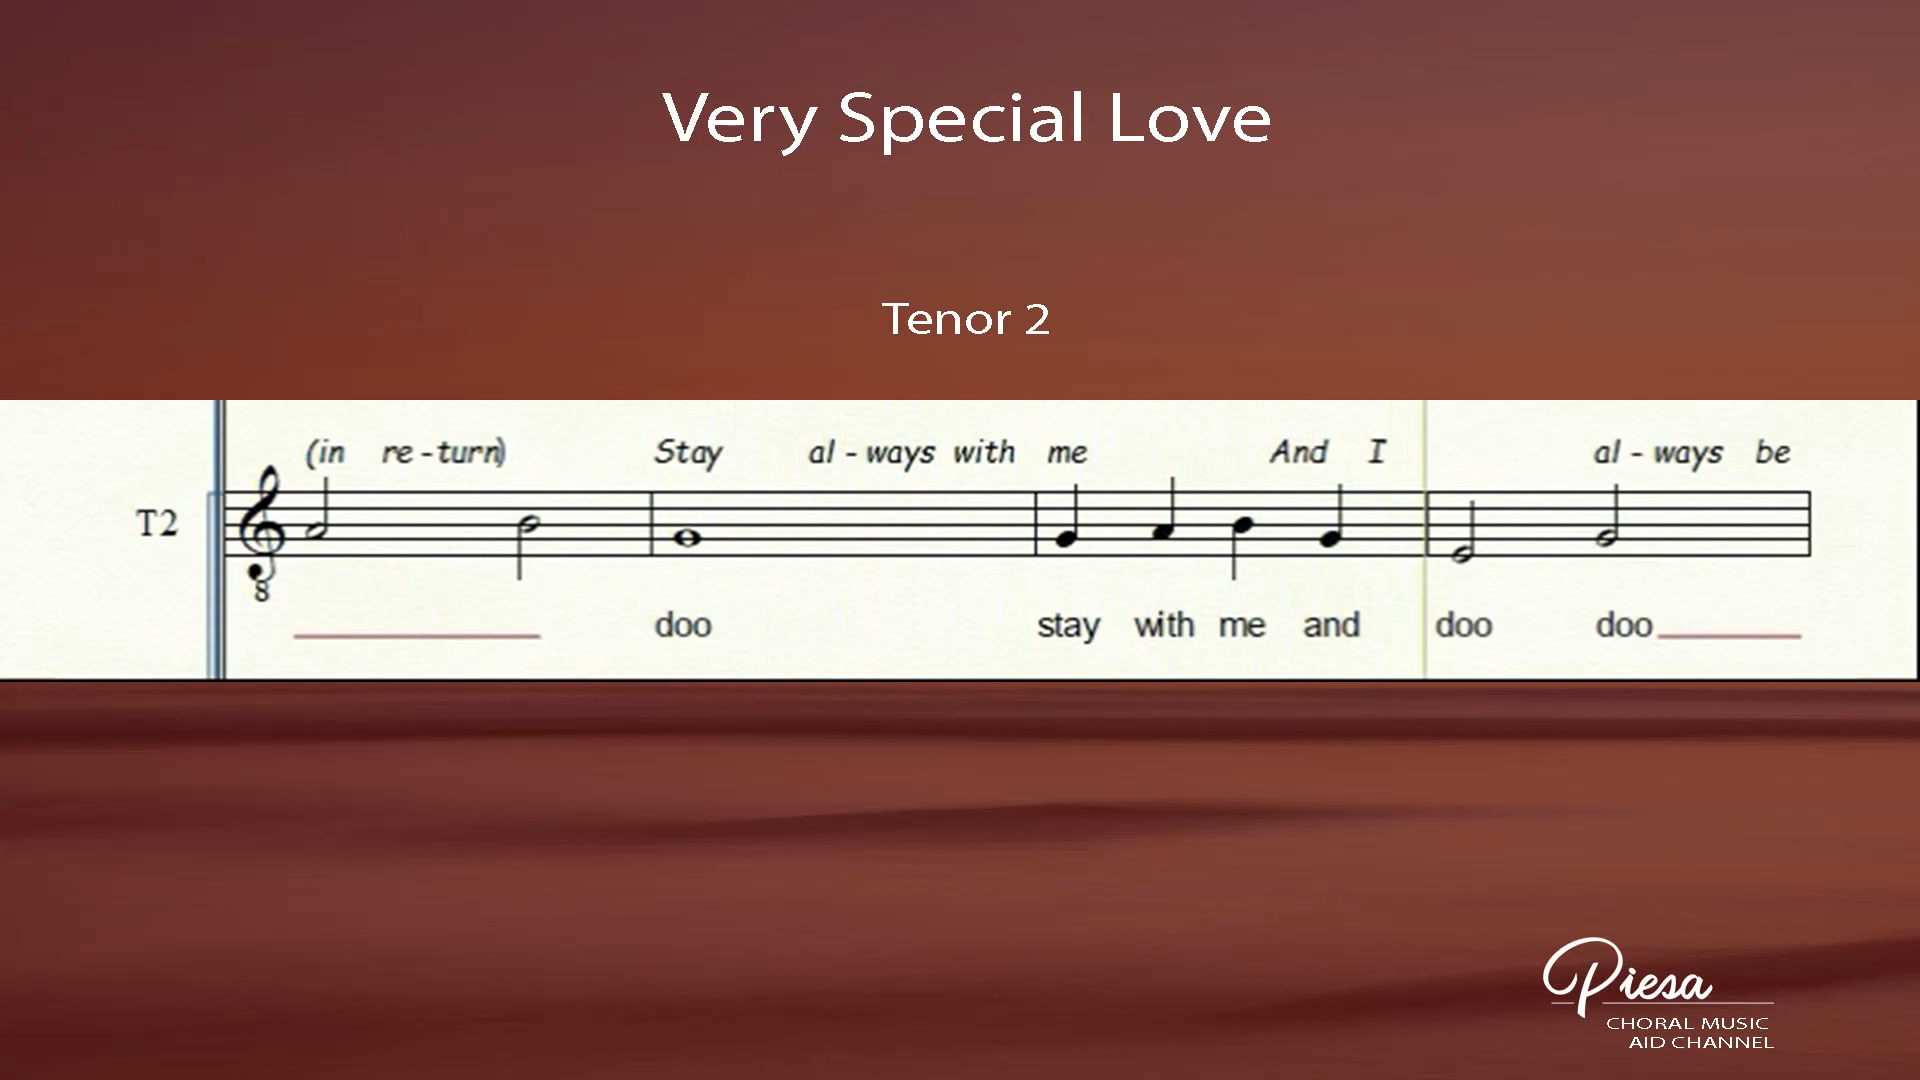 Very Special Love
Tenor 2
(in re-turn) Stay al-ways with me And I al-ways be
T2
8
doo stay with me and doo doo
Piesa
CHORAL MUSIC
AID CHANNEL